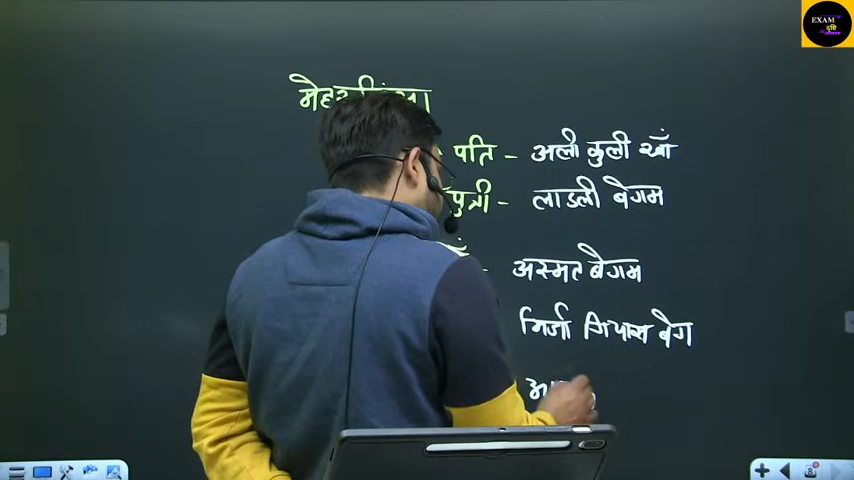 EXAM
पति - अली कुली खाँ
पुत्री - लाडली बेगम
अस्मत बेगम
मिर्जा गियास बेग